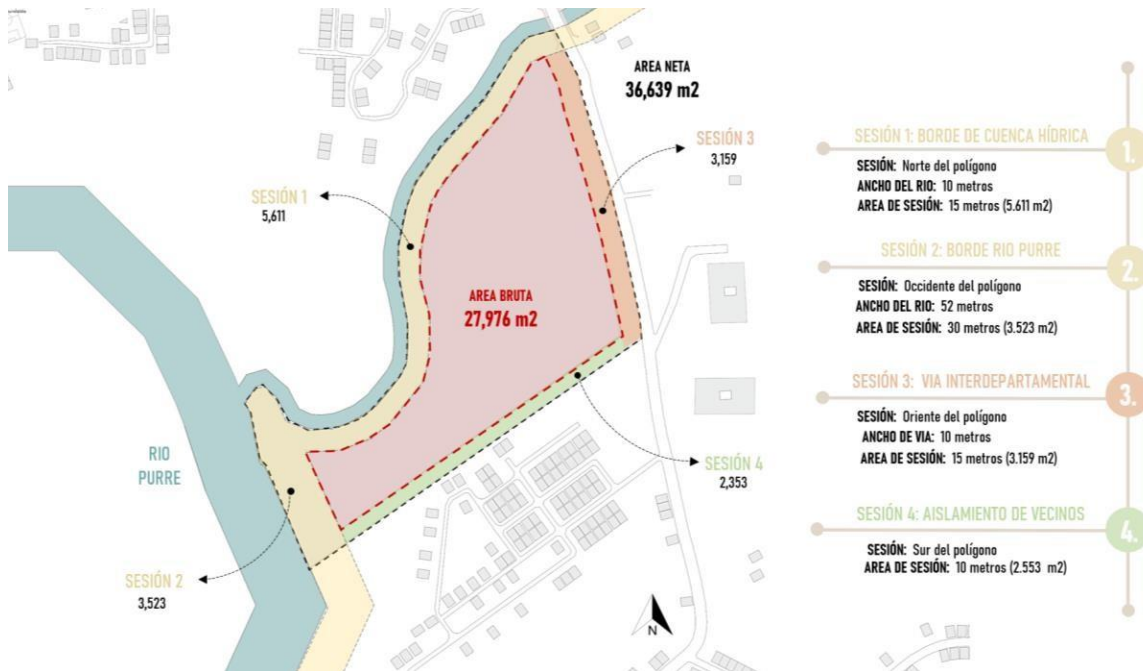 AREA NETA
36,639 m2
SESIÓN 3
3,159
SESIÓN 1
5,611
AREA BRUTA
27,976 m2
RIO
PURRE
SESIÓN 4
2,353
SESIÓN 2
3,523
N
SESIÓN 1: BORDE DE CUENCA HÍDRICA
1.
SESIÓN: Norte del polígono
ANCHO DEL RIO: 10 metros
AREA DE SESIÓN: 15 metros (5.611 m2)
SESIÓN 2: BORDE RIO PURRE
2.
SESIÓN: Occidente del polígono
ANCHO DEL RIO: 52 metros
AREA DE SESIÓN: 30 metros (3.523 m2)
SESIÓN 3: VIA INTERDEPARTAMENTAL
3.
SESIÓN: Oriente del polígono
ANCHO DE VIA: 10 metros
AREA DE SESIÓN: 15 metros (3.159 m2)
SESIÓN 4: AISLAMIENTO DE VECINOS
4.
SESIÓN: Sur del polígono
AREA DE SESIÓN: 10 metros (2.553 m2)